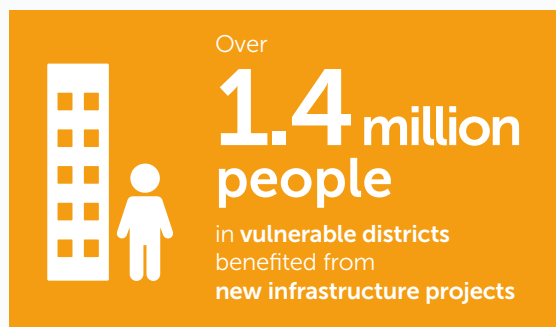 Over
1.4 million
people
in vulnerable districts
benefited from
new infrastructure projects